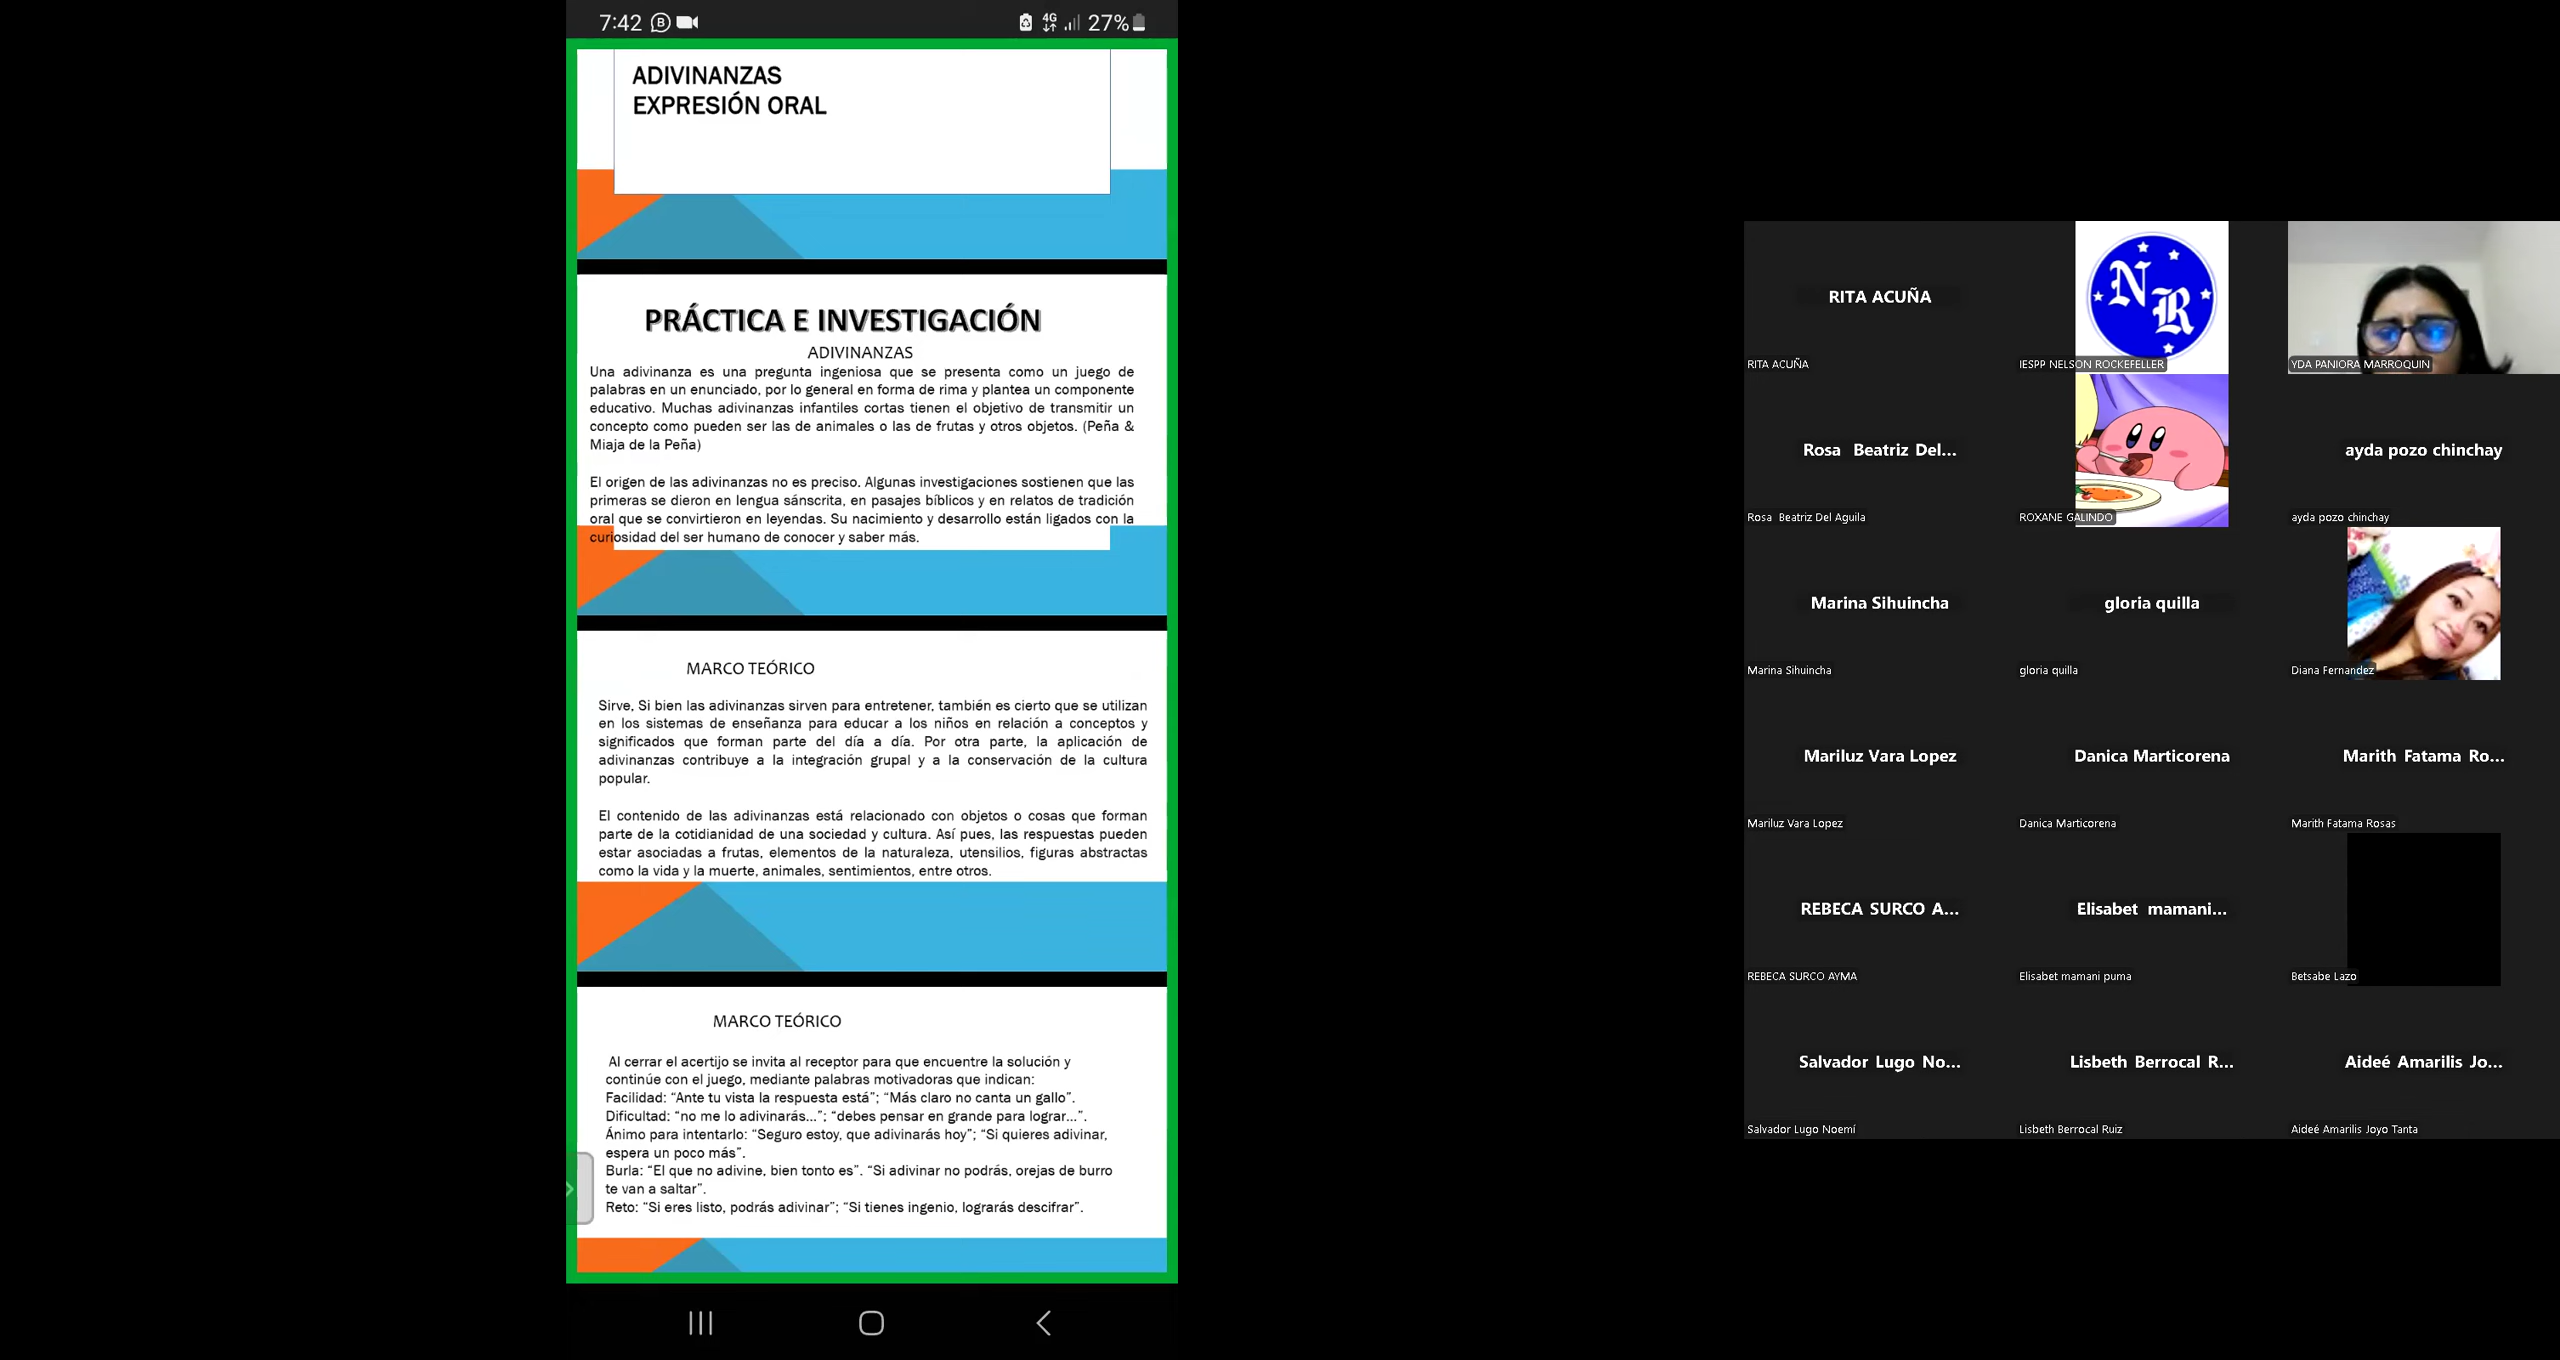 7:42 B 4G 27%
ADIVINANZAS
EXPRESIÓN ORAL
PRÁCTICA E INVESTIGACIÓN
ADIVINANZAS
Una adivinanza es una pregunta ingeniosa que se presenta como un juego de
palabras en un enunciado, por lo general en forma de rima y plantea un componente
educativo. Muchas adivinanzas infantiles cortas tienen el objetivo de transmitir un
concepto como pueden ser las de animales o las de frutas y otros objetos. (Peña &
Miaja de la Peña)
El origen de las adivinanzas no es preciso. Algunas investigaciones sostienen que las
primeras se dieron en lengua sánscrita, en pasajes bíblicos y en relatos de tradición
oral que se convirtieron en leyendas. Su nacimiento y desarrollo están ligados con la
curiosidad del ser humano de conocer y saber más.
MARCO TEÓRICO
Sirve, Si bien las adivinanzas sirven para entretener, también es cierto que se utilizan
en los sistemas de enseñanza para educar a los niños en relación a conceptos y
significados que forman parte del día a día. Por otra parte, la aplicación de
adivinanzas contribuye a la integración grupal y a la conservación de la cultura
popular.
El contenido de las adivinanzas está relacionado con objetos o cosas que forman
parte de la cotidianidad de una sociedad y cultura. Así pues, las respuestas pueden
estar asociadas a frutas, elementos de la naturaleza, utensilios, figuras abstractas
como la vida y la muerte, animales, sentimientos, entre otros.
MARCO TEÓRICO
Al cerrar el acertijo se invita al receptor para que encuentre la solución y
continúe con el juego, mediante palabras motivadoras que indican:
Facilidad: “Ante tu vista la respuesta está”; “Más claro no canta un gallo”.
Dificultad: “no me lo adivinarás...”; “debes pensar en grande para lograr...”.
Ánimo para intentarlo: “Seguro estoy, que adivinarás hoy”; “Si quieres adivinar,
espera un poco más”.
Burla: “El que no adivine, bien tonto es”. “Si adivinar no podrás, orejas de burro
te van a saltar”.
Reto: “Si eres listo, podrás adivinar”; “Si tienes ingenio, lograrás descifrar”.
RITA ACUÑA
RITA ACUÑA
NR
IESPP NELSON ROCKEFELLER
YDA PANIORA MARROQUIN
Rosa Beatriz Del...
Rosa Beatriz Del Aguila
ROXANE GALINDO
ayda pozo chinchay
ayda pozo chinchay
Marina Sihuincha
Marina Sihuincha
gloria quilla
gloria quilla
Diana Fernandez
Mariluz Vara Lopez
Mariluz Vara Lopez
Danica Marticorena
Danica Marticorena
Marith Fatama Ro...
Marith Fatama Rosas
REBECA SURCO A...
REBECA SURCO AYMA
Elisabet mamani...
Elisabet mamani puma
Betsabe Lazo
Salvador Lugo No...
Salvador Lugo Noemí
Lisbeth Berrocal R...
Lisbeth Berrocal Ruiz
Aideé Amarilis Jo...
Aideé Amarilis Joyo Tanta